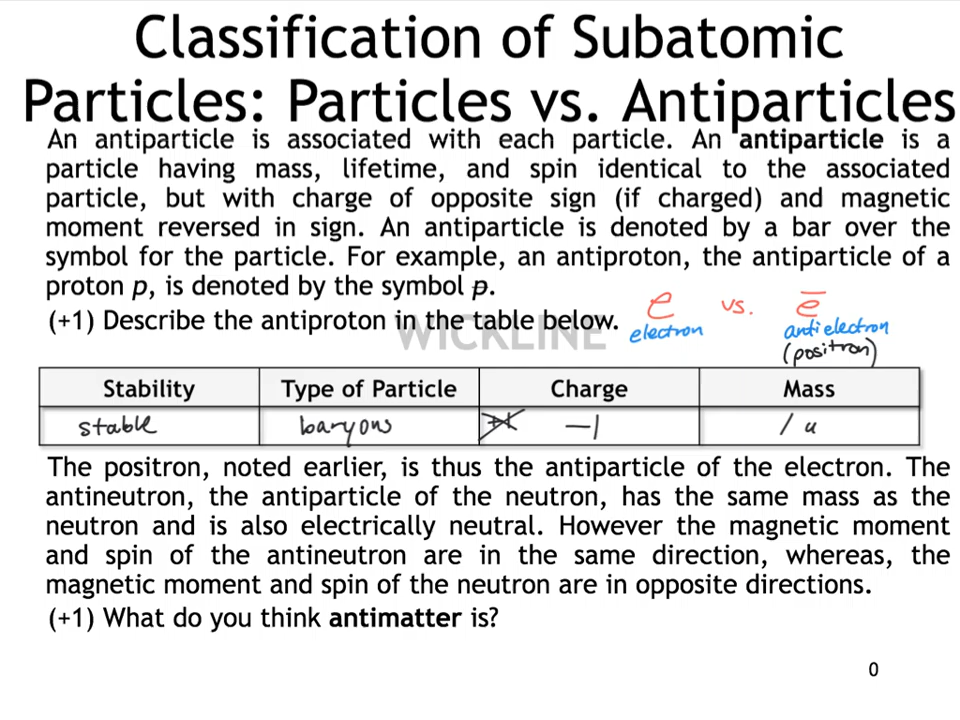 Classification of Subatomic
Particles: Particles vs. Antiparticles
An antiparticle is associated with each particle. An antiparticle is a
particle having mass, lifetime, and spin identical to the associated
particle, but with charge of opposite sign (if charged) and magnetic
moment reversed in sign. An antiparticle is denoted by a bar over the
symbol for the particle. For example, an antiproton, the antiparticle of a
proton p, is denoted by the symbol p̶.
(+1) Describe the antiproton in the table below.
WICKLINE
e vs. e̅
electron antielectron
(positron)
Stability Type of Particle Charge Mass
stable baryons -1 1 u
The positron, noted earlier, is thus the antiparticle of the electron. The
antineutron, the antiparticle of the neutron, has the same mass as the
neutron and is also electrically neutral. However the magnetic moment
and spin of the antineutron are in the same direction, whereas, the
magnetic moment and spin of the neutron are in opposite directions.
(+1) What do you think antimatter is?
0